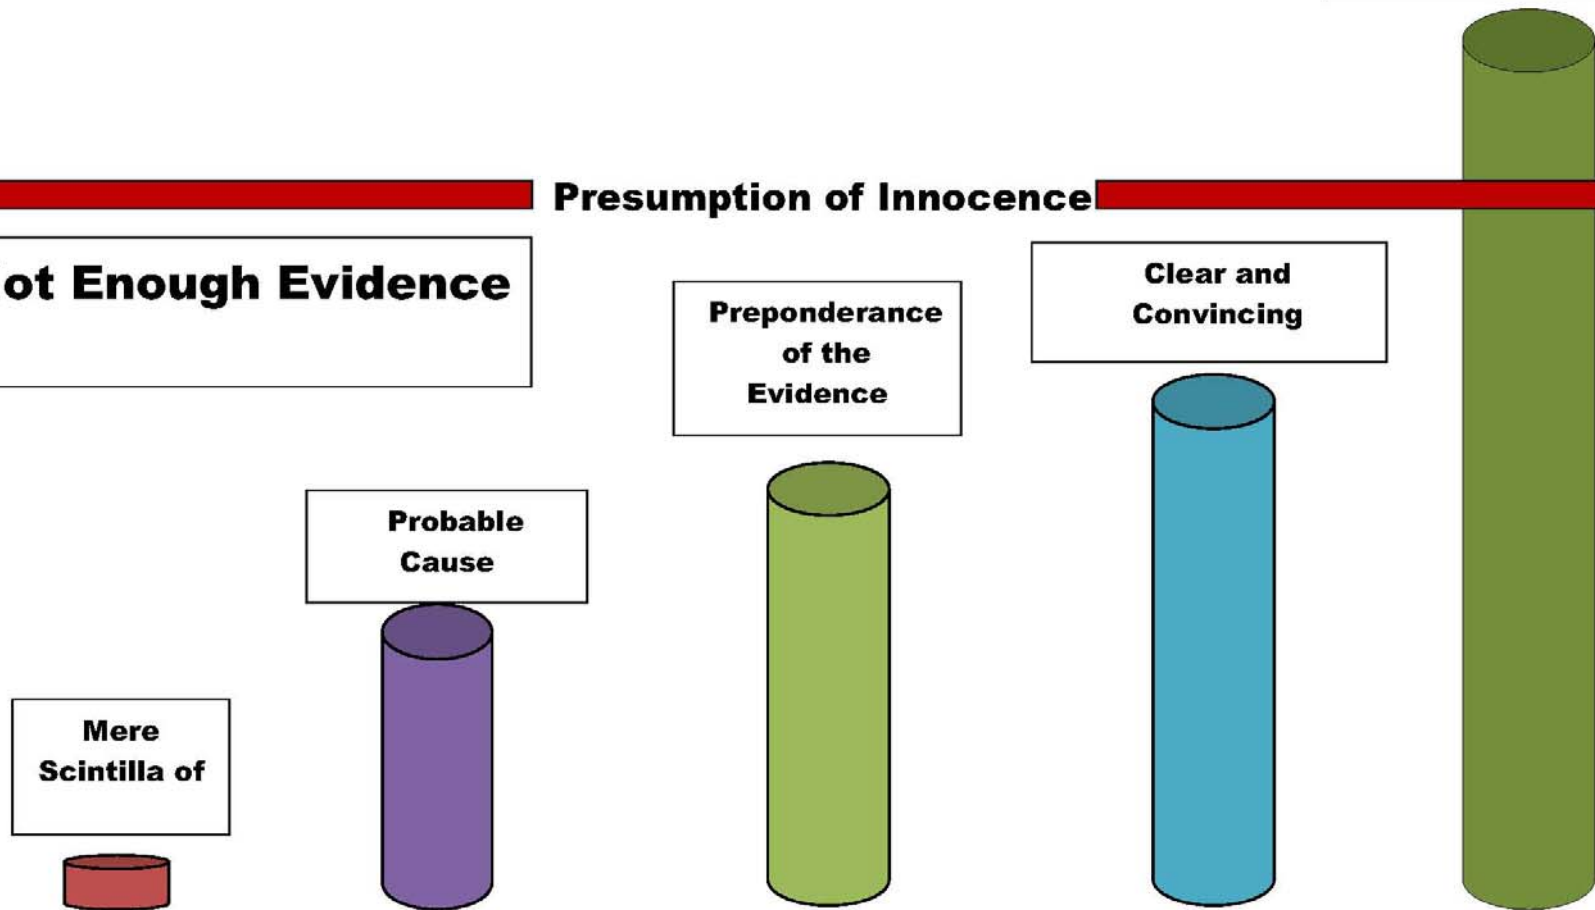 Presumption of Innocence
ot Enough Evidence
Clear and
Convincing
Preponderance
of the
Evidence
Probable
Cause
Mere
Scintilla of